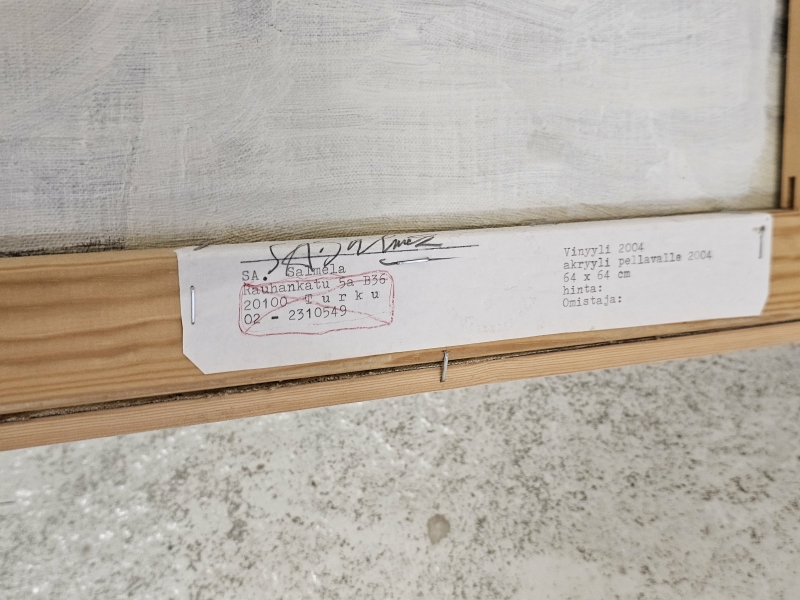 SA. Salmela
Rauhankatu 5a B36
20100 Turku
02 - 2310549
Vinyyli 2004
akryyli pellavalle 2004
64 x 64 cm
hinta:
Omistaja: